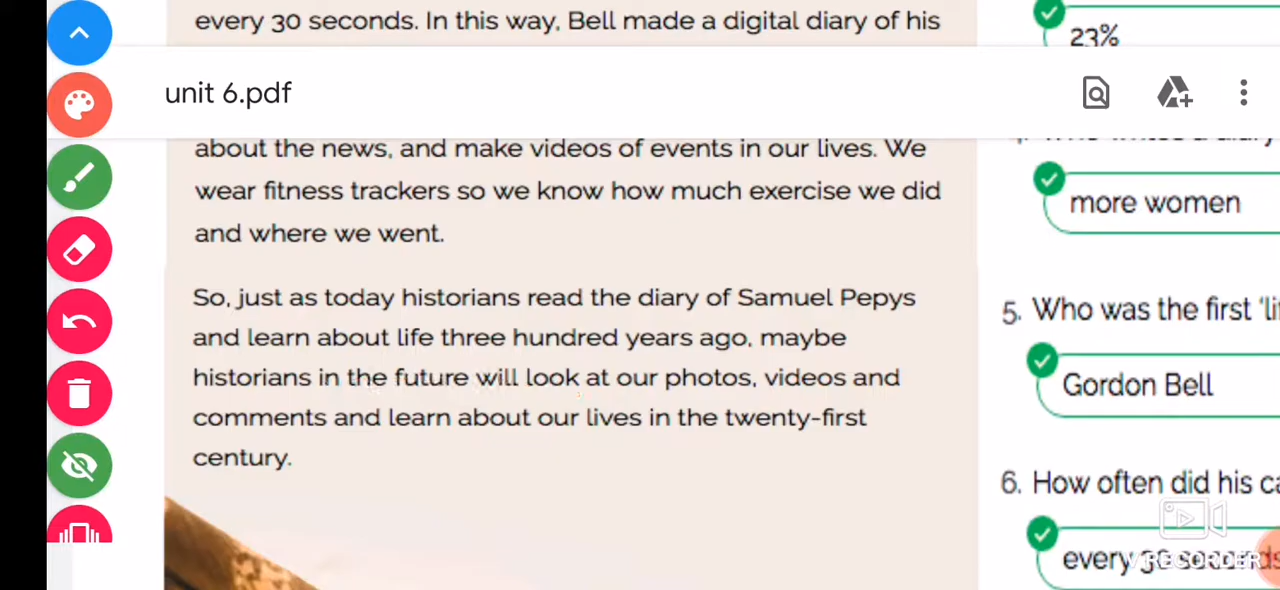 every 30 seconds. In this way, Bell made a digital diary of his
unit 6.pdf
about the news, and make videos of events in our lives. We
wear fitness trackers so we know how much exercise we did
and where we went.
So, just as today historians read the diary of Samuel Pepys
and learn about life three hundred years ago, maybe
historians in the future will look at our photos, videos and
comments and learn about our lives in the twenty-first
century.
23%
more women
5. Who was the first 'li
Gordon Bell
6. How often did his ca
every 30 seconds